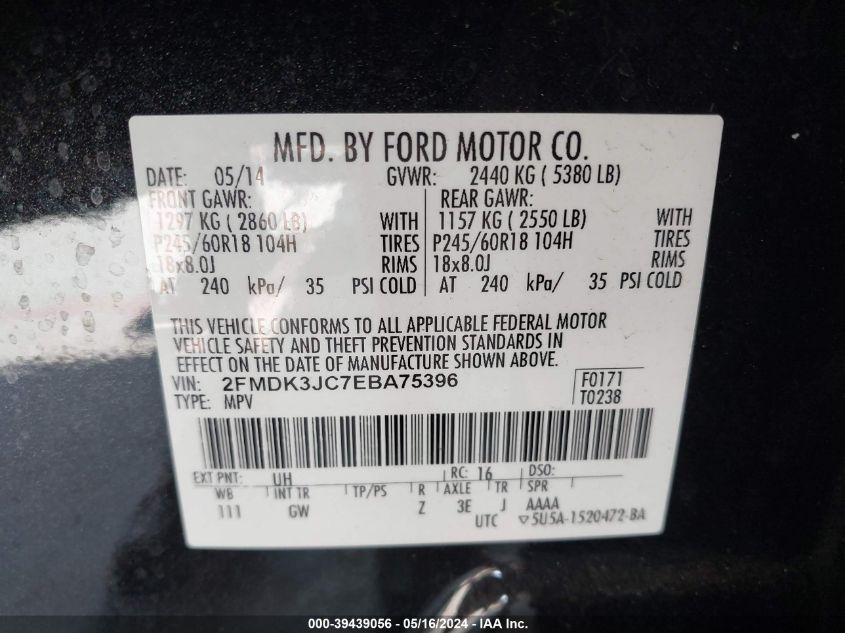 MFD. BY FORD MOTOR CO.
DATE: 05/14 GVWR: 2440 KG ( 5380 LB)
FRONT GAWR: REAR GAWR:
1297 KG ( 2860 LB) WITH 1157 KG ( 2550 LB) WITH
P245/60R18 104H TIRES P245/60R18 104H TIRES
18x8.0J RIMS 18x8.0J RIMS
AT 240 kPa/ 35 PSI COLD AT 240 kPa/ 35 PSI COLD
THIS VEHICLE CONFORMS TO ALL APPLICABLE FEDERAL MOTOR
VEHICLE SAFETY AND THEFT PREVENTION STANDARDS IN
EFFECT ON THE DATE OF MANUFACTURE SHOWN ABOVE.
VIN: 2FMDK3JC7EBA75396 F0171
TYPE: MPV T0238
EXT PNT: UH RC: 16 DSO:
WB INT TR TP/PS R AXLE TR SPR
111 GW Z 3E J AAAA
UTC ▽5U5A-1520472-BA
000-39439056 - 05/16/2024 - IAA Inc.